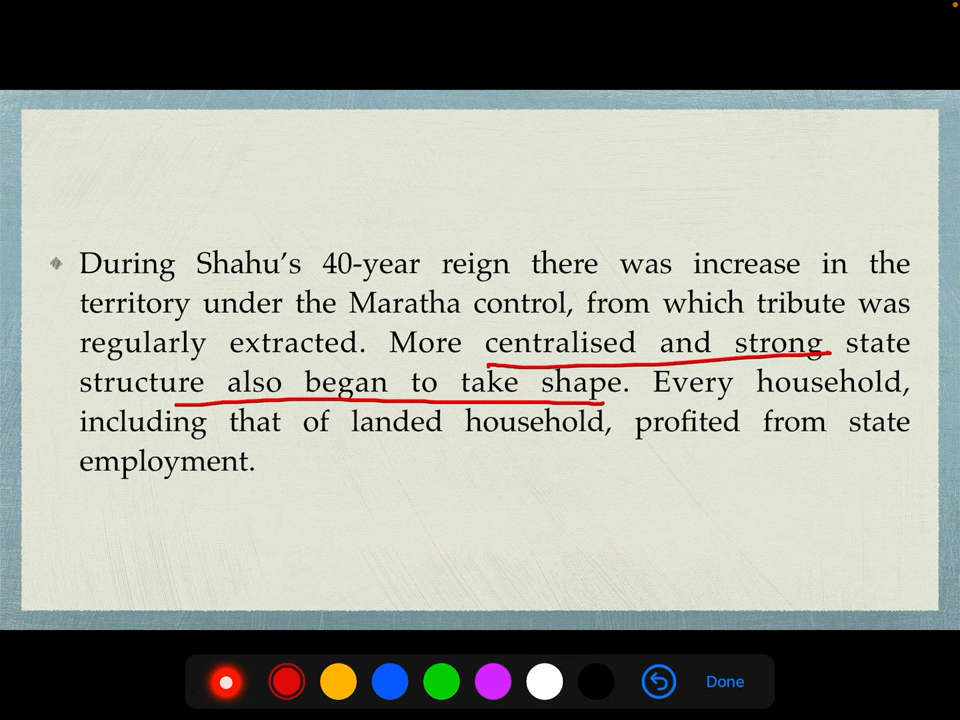 During Shahu’s 40-year reign there was increase in the
territory under the Maratha control, from which tribute was
regularly extracted. More centralised and strong state
structure also began to take shape. Every household,
including that of landed household, profited from state
employment.
Done